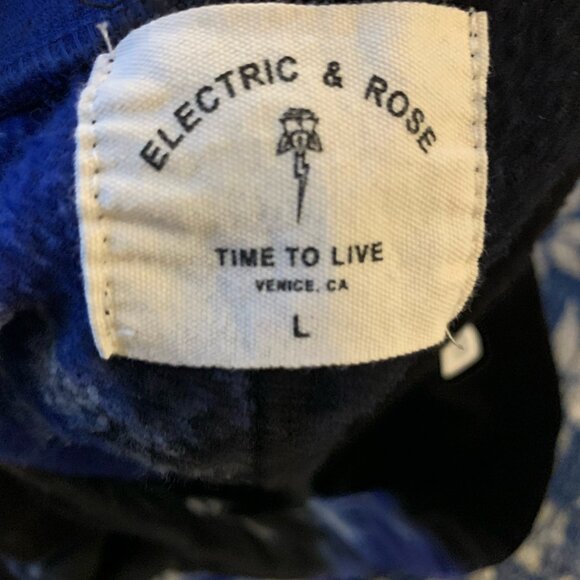 ELECTRIC & ROSE
TIME TO LIVE
VENICE, CA
L